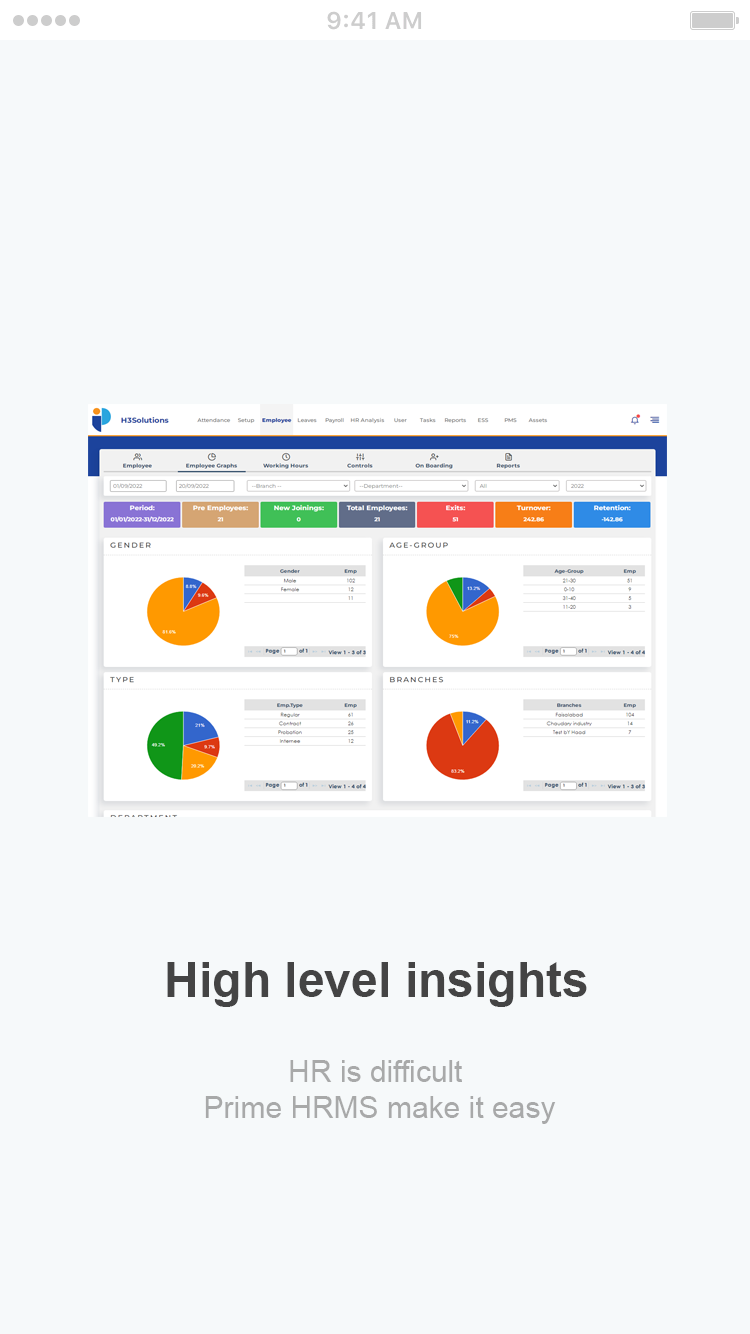 9:41 AM
H3Solutions
Attendance Setup Employee Leaves Payroll HR Analysis User Tasks Reports ESS PMS Assets
Employee Employee Graphs Working Hours Controls On Boarding Reports
01/09/2022 20/09/2022 --Branch -- --Department-- All 2022
Period: Pre Employees: New Joinings: Total Employees: Exits: Turnover: Retention:
01/01/2022-31/12/2022 21 0 21 51 242.86 -142.86
GENDER
Gender Emp
Male 102
Female 12
11
9.6%
Page 1 of 1 View 1 - 3 of 3
AGE-GROUP
Age-Group Emp
21-30 51
0-10 9
31-40 5
11-20 3
13.2%
75%
Page 1 of 1 View 1 - 4 of 4
TYPE
Emp.Type Emp
Regular 61
Contract 26
Probation 25
Internee 12
21%
9.7%
20.2%
49.2%
Page 1 of 1 View 1 - 4 of 4
BRANCHES
Branches Emp
Faisalabad 104
Chaudary Industry 14
Test bY Haad 7
11.2%
83.2%
Page 1 of 1 View 1 - 3 of 3
High level insights
HR is difficult
Prime HRMS make it easy